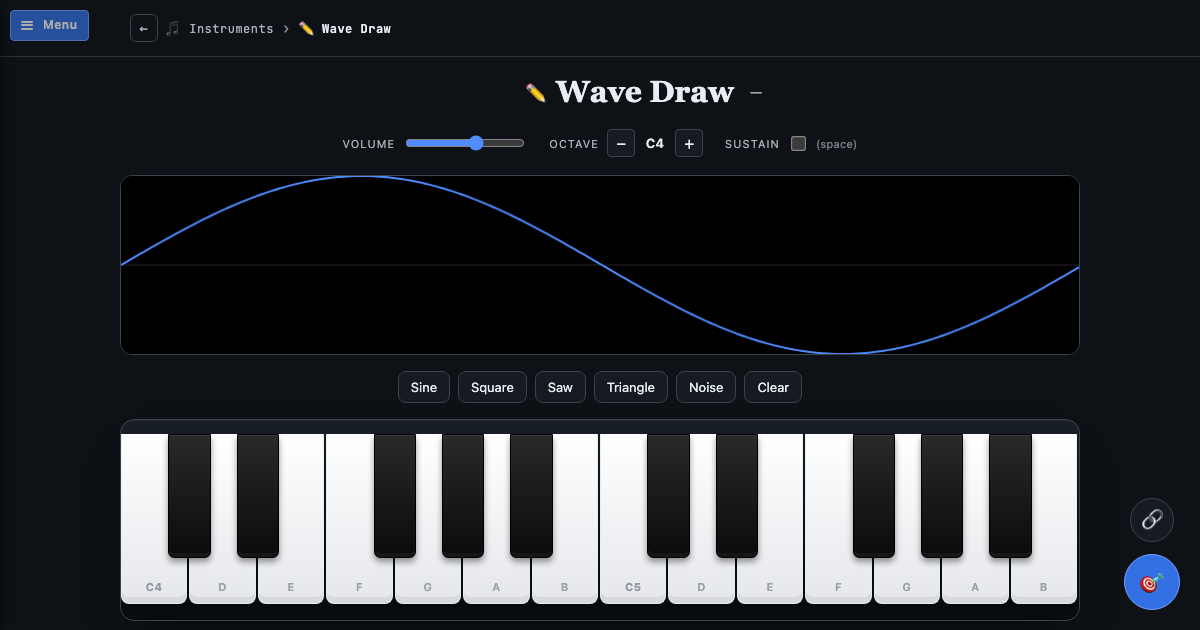 ☰ Menu
← 🎵 Instruments › ✏️ Wave Draw
✏️ Wave Draw –
VOLUME OCTAVE − C4 + SUSTAIN (space)
Sine Square Saw Triangle Noise Clear
C4 D E F G A B C5 D E F G A B